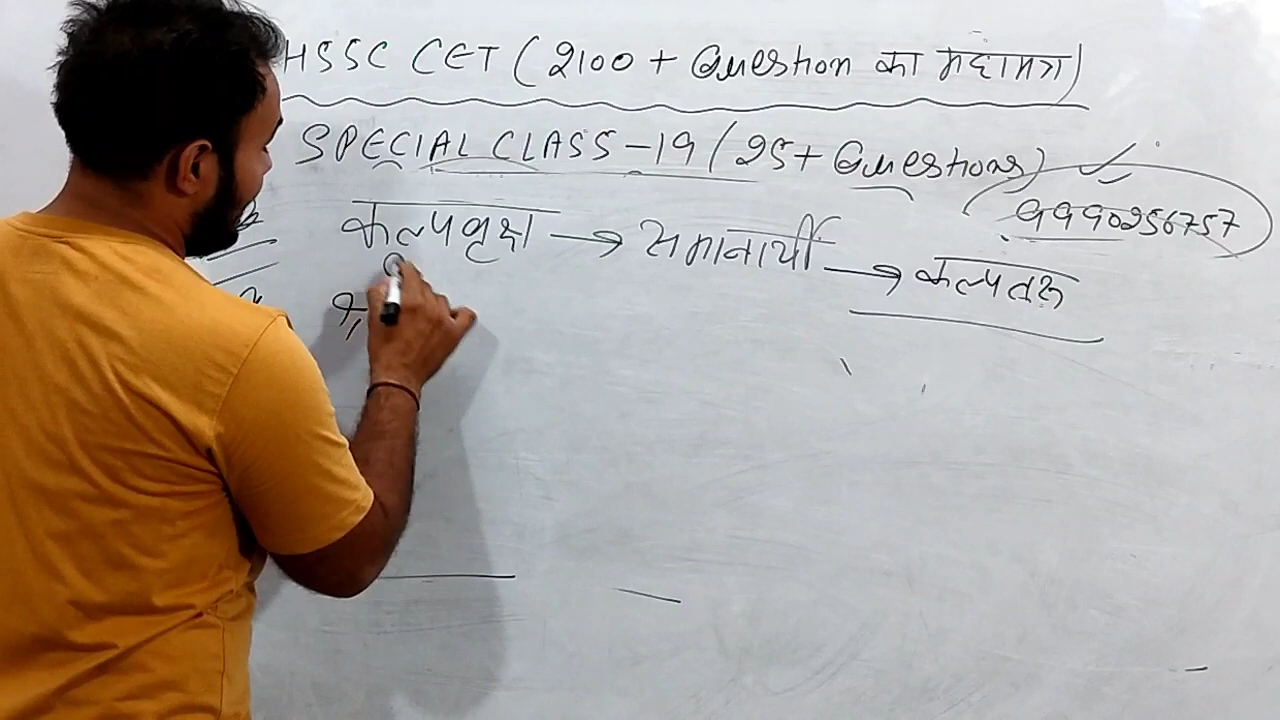 HSSC CET (2100 + Question का महामंत्र)
SPECIAL CLASS - 19 (25+ Questions)
9990256757
कल्पवृक्ष → समानार्थी → कल्पतरु